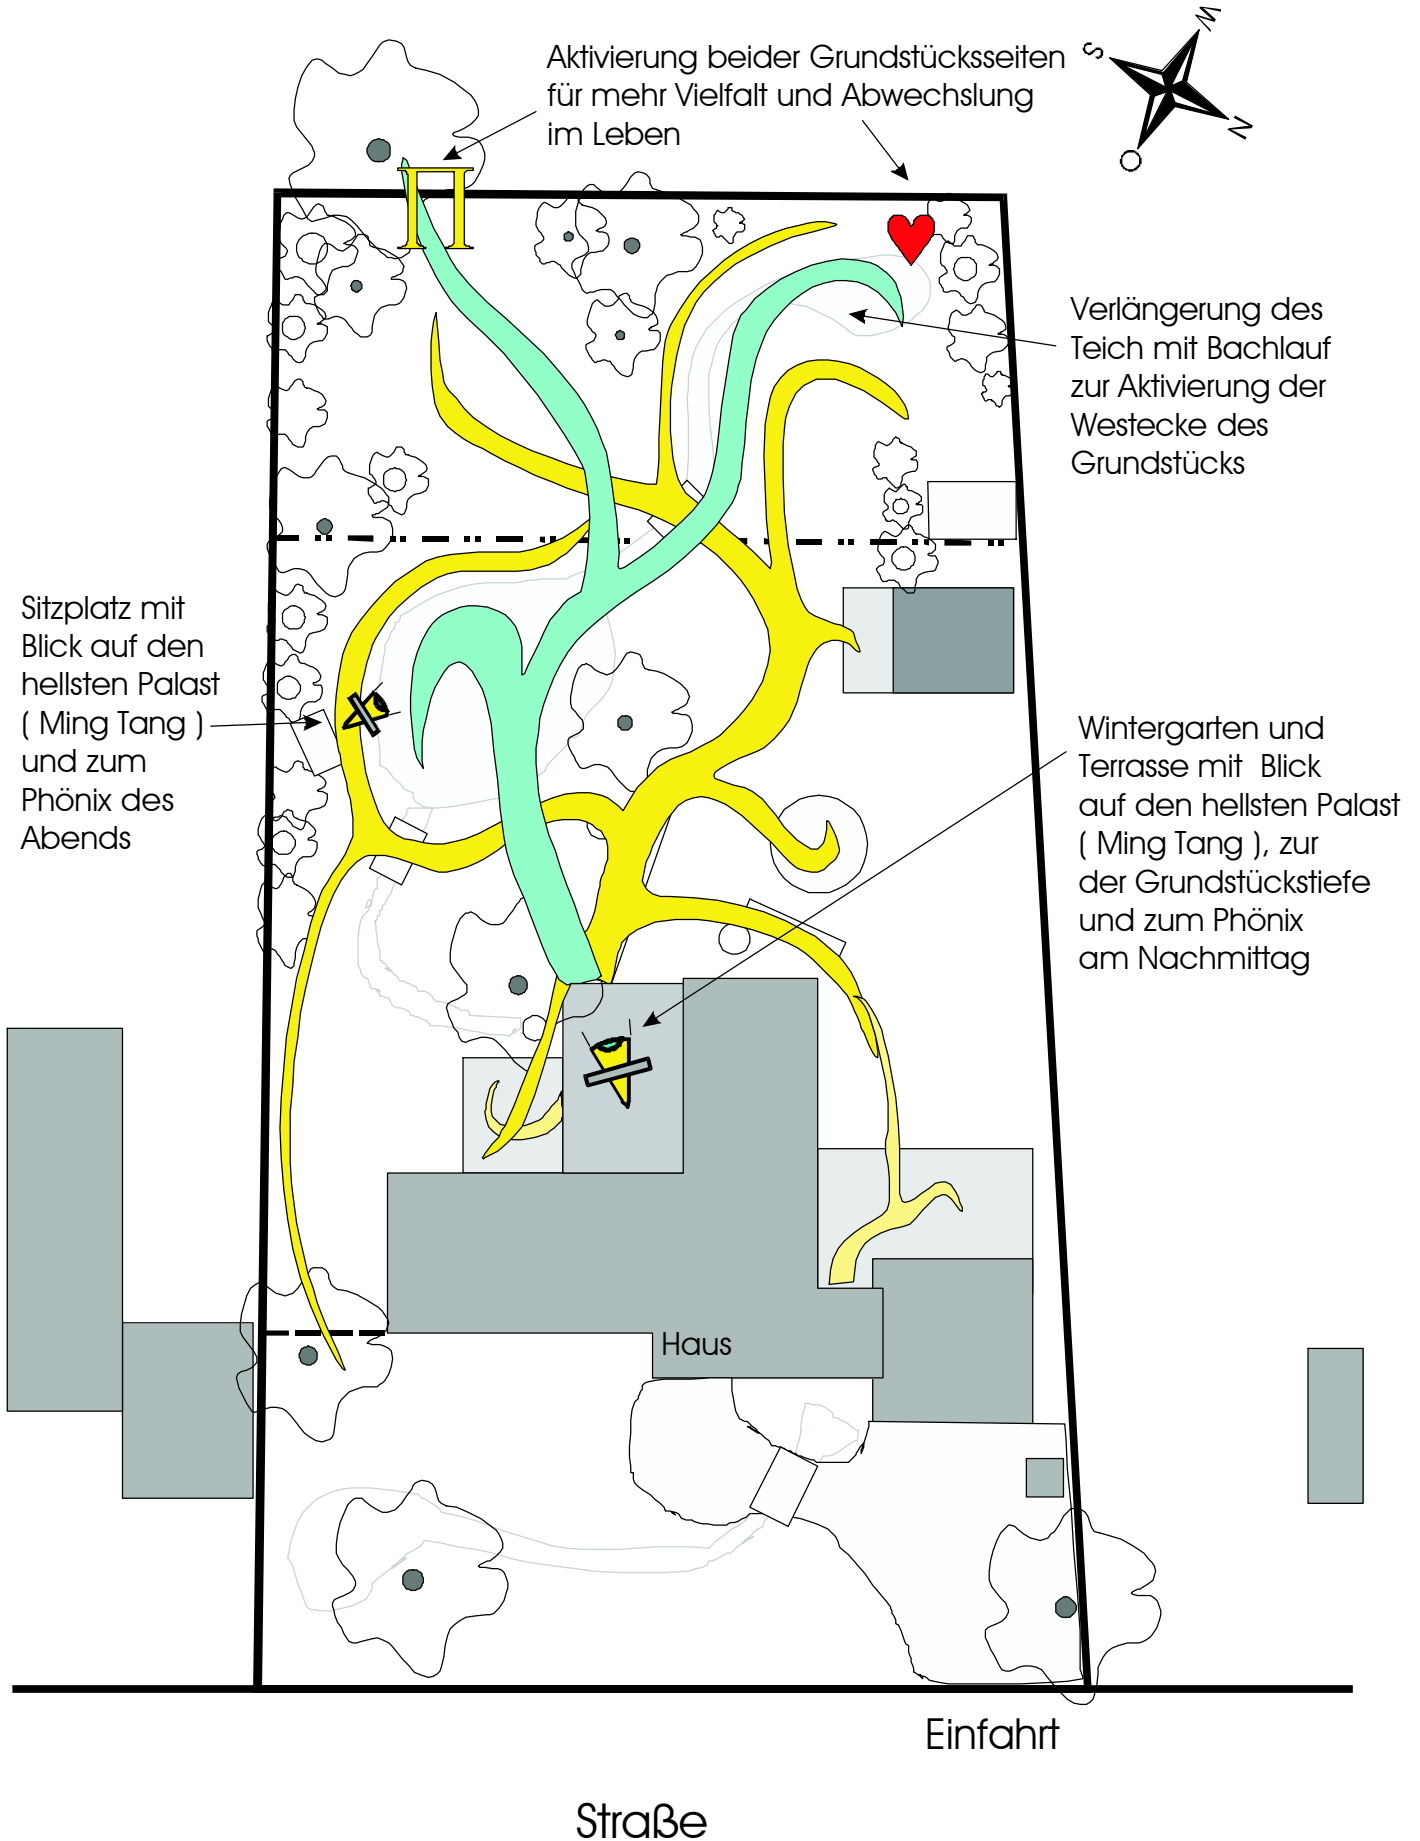 Aktivierung beider Grundstücksseiten
für mehr Vielfalt und Abwechslung
im Leben
W
S
N
O
Verlängerung des
Teich mit Bachlauf
zur Aktivierung der
Westecke des
Grundstücks
Sitzplatz mit
Blick auf den
hellsten Palast
( Ming Tang )
und zum
Phönix des
Abends
Wintergarten und
Terrasse mit  Blick
auf den hellsten Palast
( Ming Tang ), zur
der Grundstückstiefe
und zum Phönix
am Nachmittag
Haus
Einfahrt
Straße